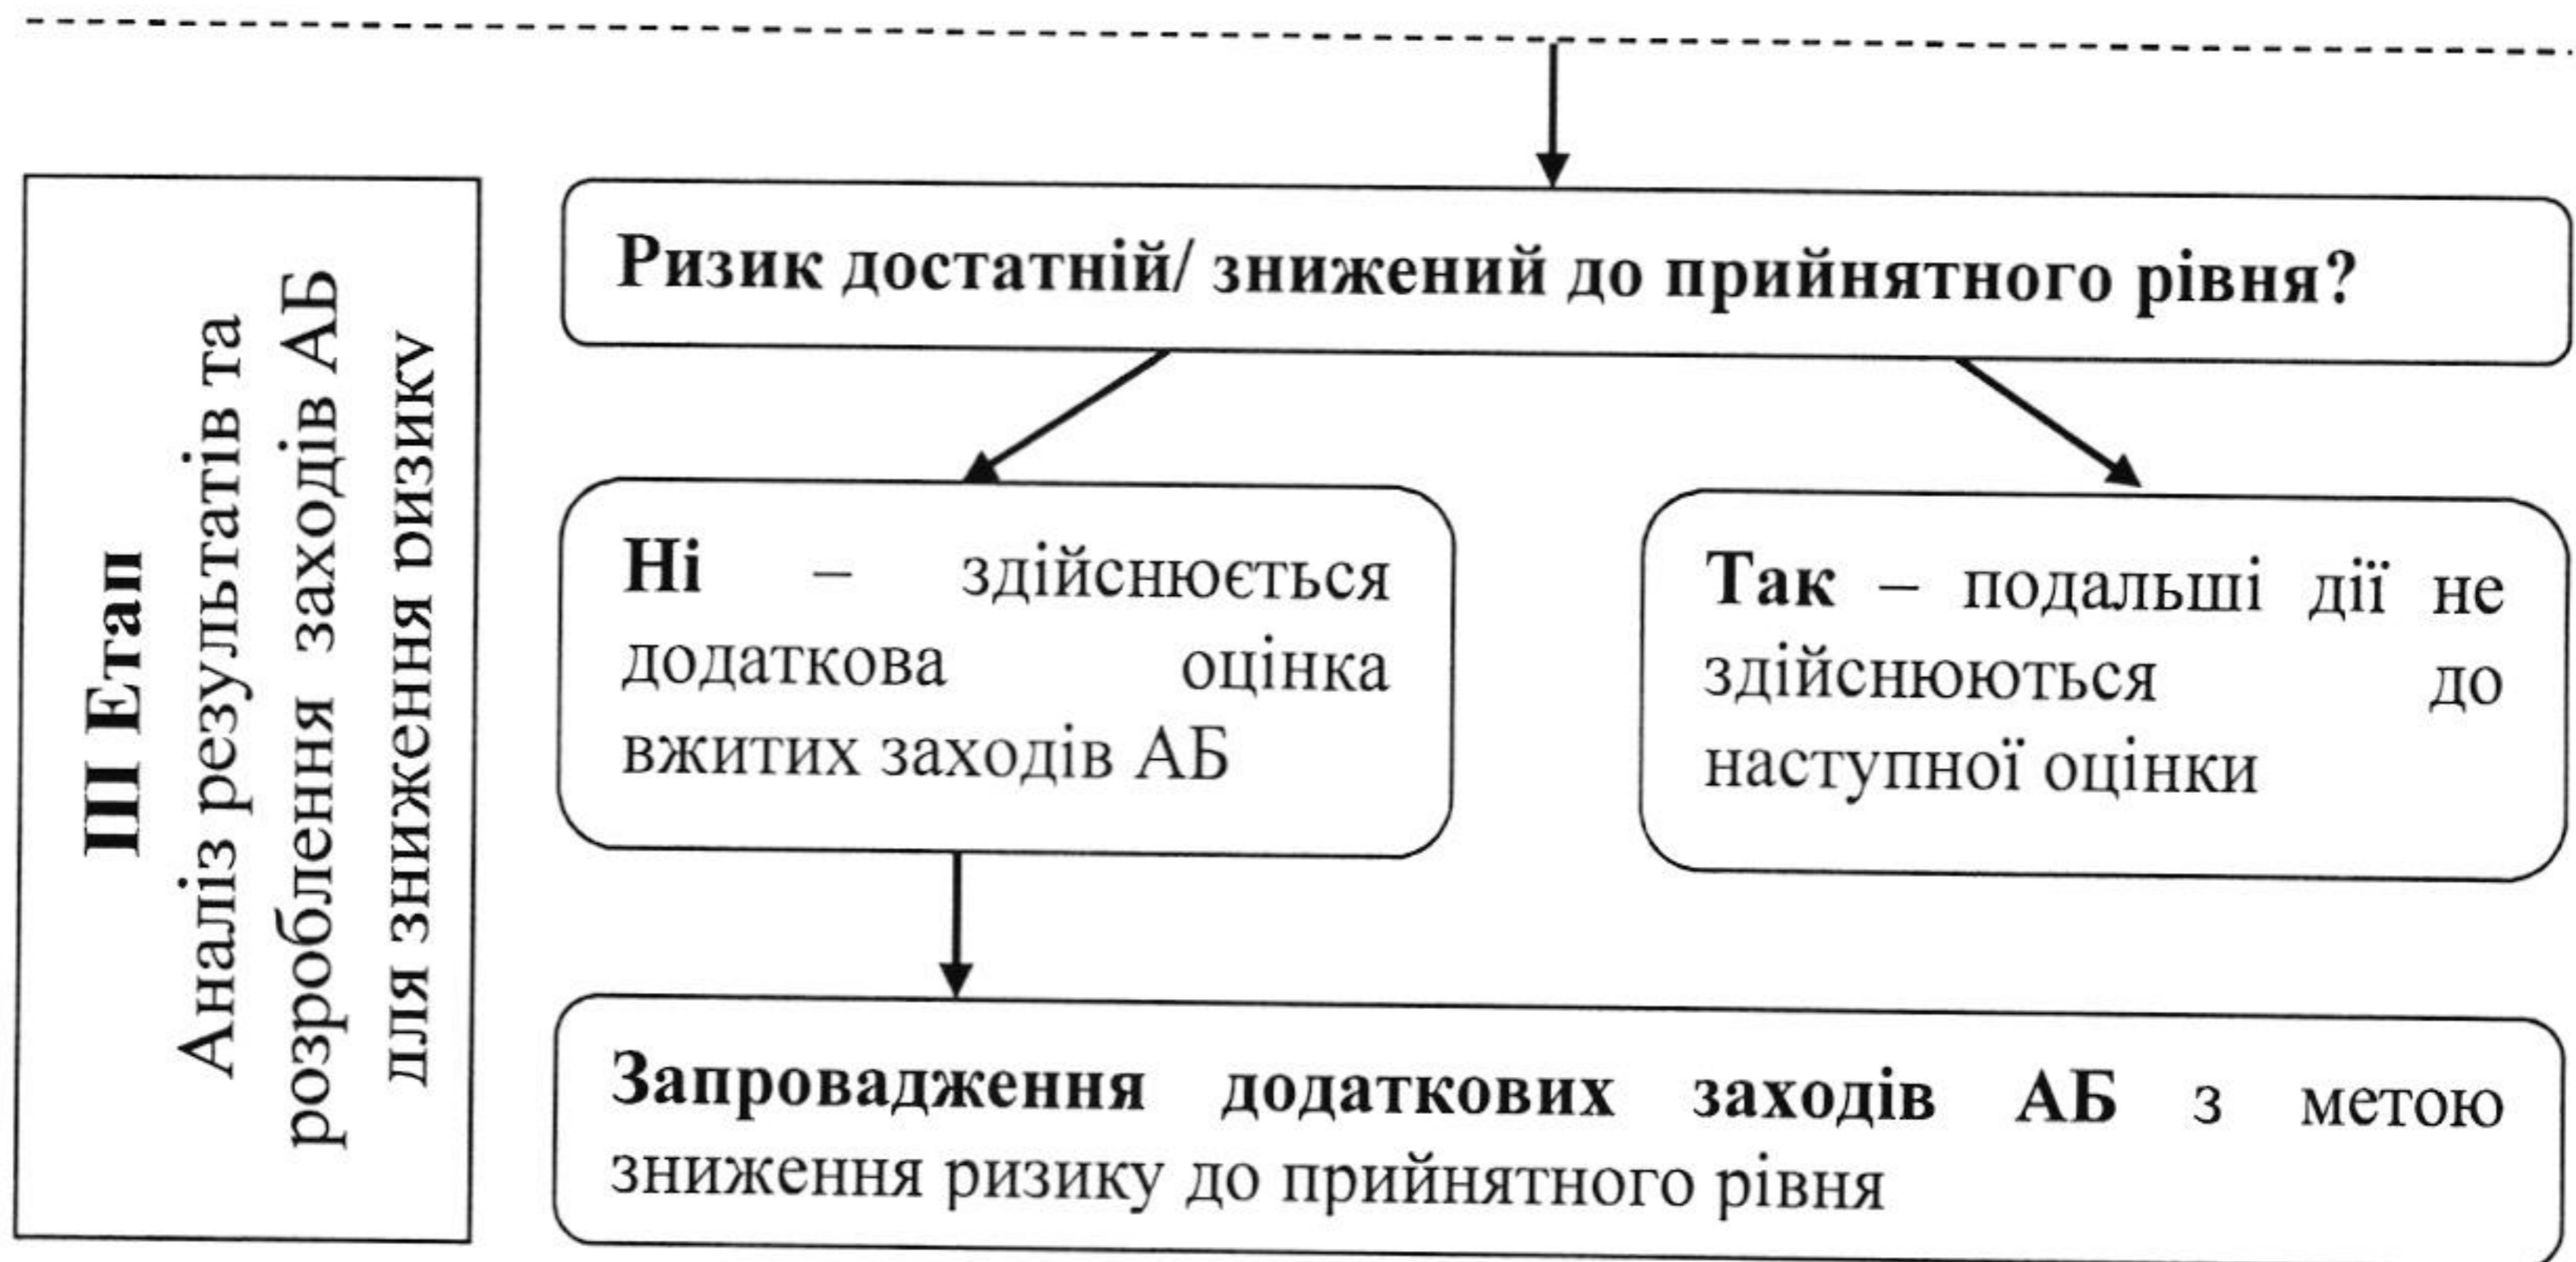 III Етап
Аналіз результатів та
розроблення заходів АБ
для зниження ризику
Ризик достатній/ знижений до прийнятного рівня?
Ні – здійснюється
додаткова оцінка
вжитих заходів АБ
Так – подальші дії не
здійснюються до
наступної оцінки
Запровадження додаткових заходів АБ з метою
зниження ризику до прийнятного рівня